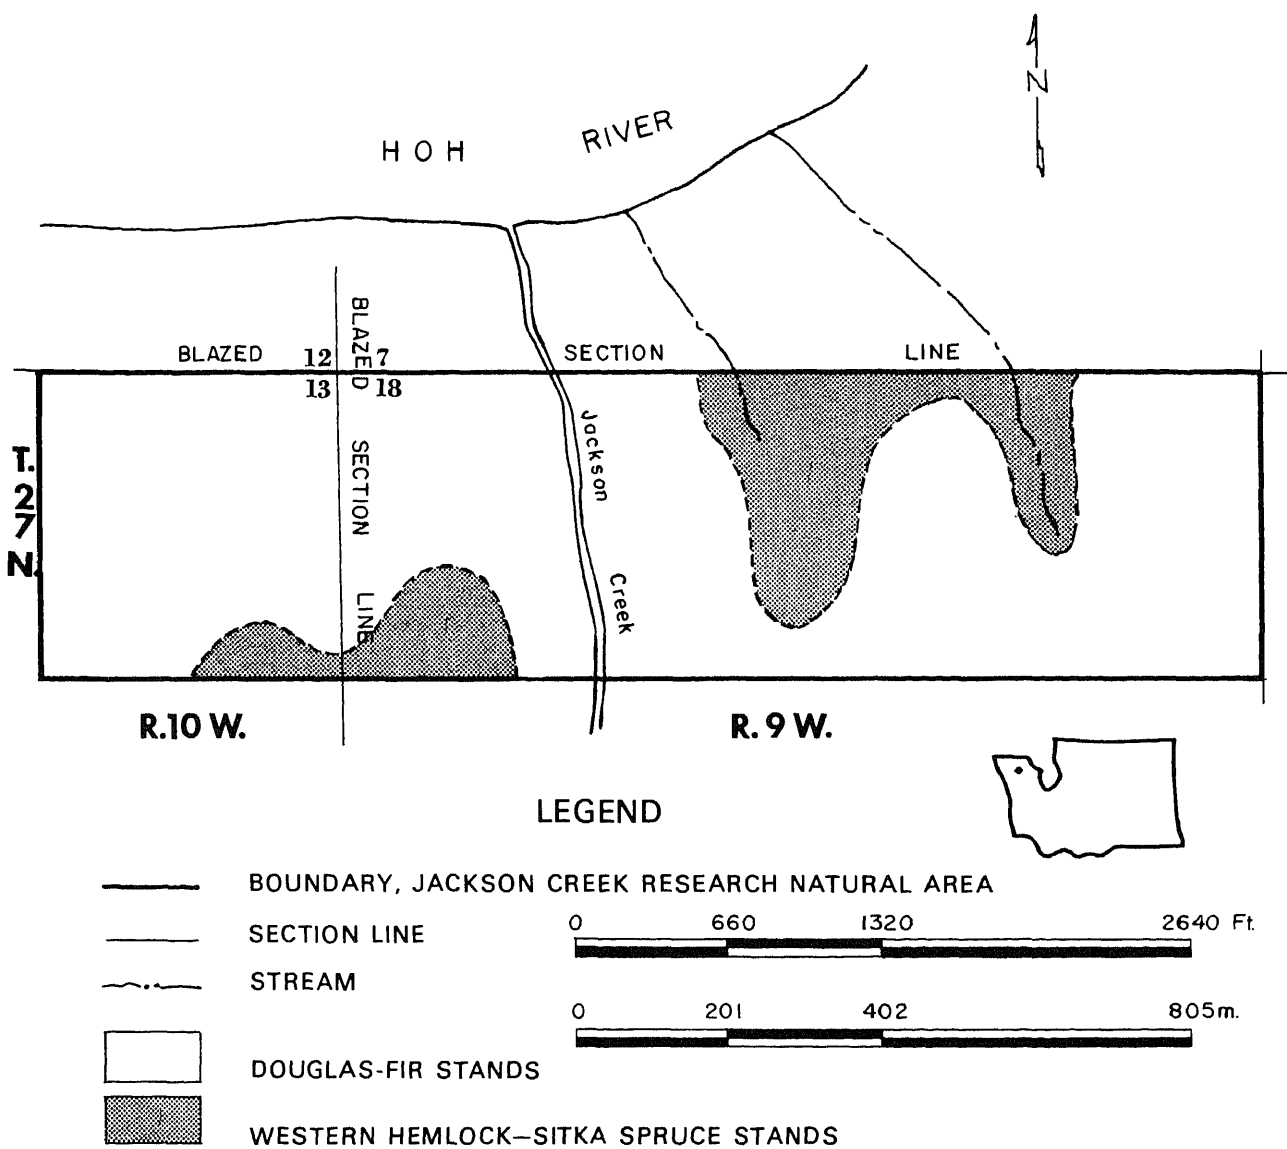 N
HOH RIVER
BLAZED SECTION LINE
12 7
13 18
BLAZED SECTION LINE
Jackson Creek
T. 27 N.
R.10 W. R. 9 W.
LEGEND
BOUNDARY, JACKSON CREEK RESEARCH NATURAL AREA
SECTION LINE
STREAM
DOUGLAS-FIR STANDS
WESTERN HEMLOCK–SITKA SPRUCE STANDS
0 660 1320 2640 Ft.
0 201 402 805m.